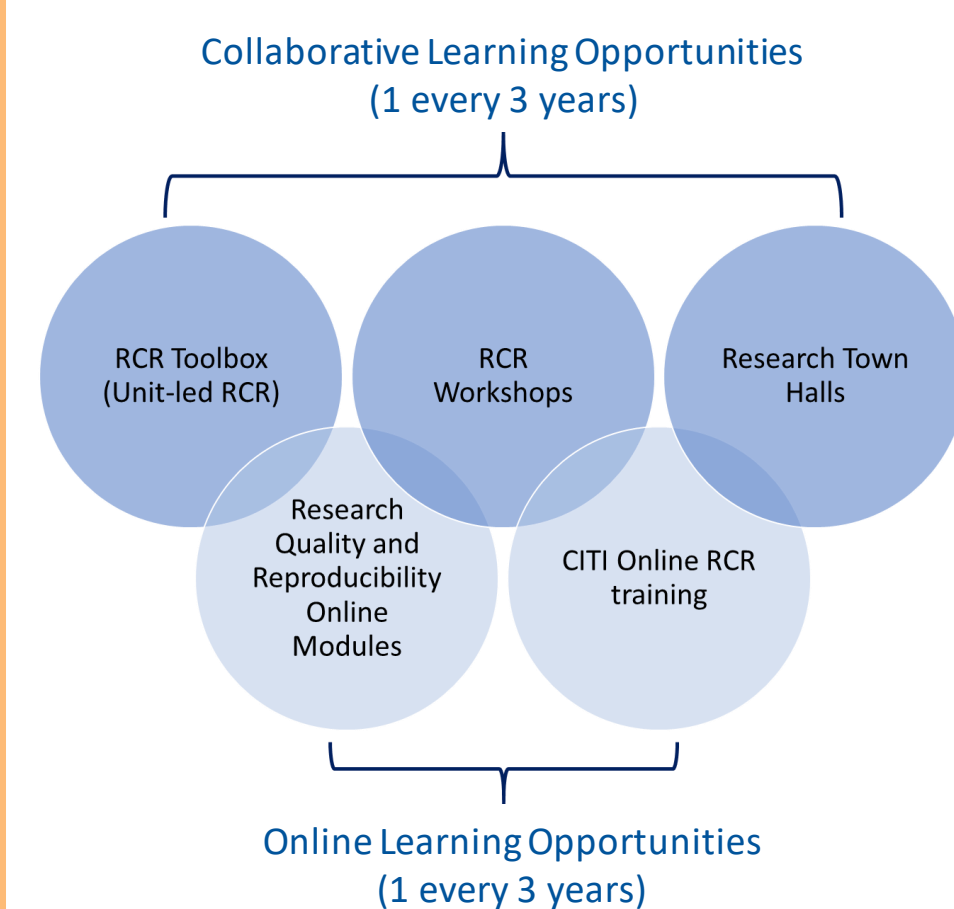 Collaborative Learning Opportunities
(1 every 3 years)
RCR Toolbox
(Unit-led RCR)
RCR
Workshops
Research Town
Halls
Research
Quality and
Reproducibility
Online
Modules
CITI Online RCR
training
Online Learning Opportunities
(1 every 3 years)